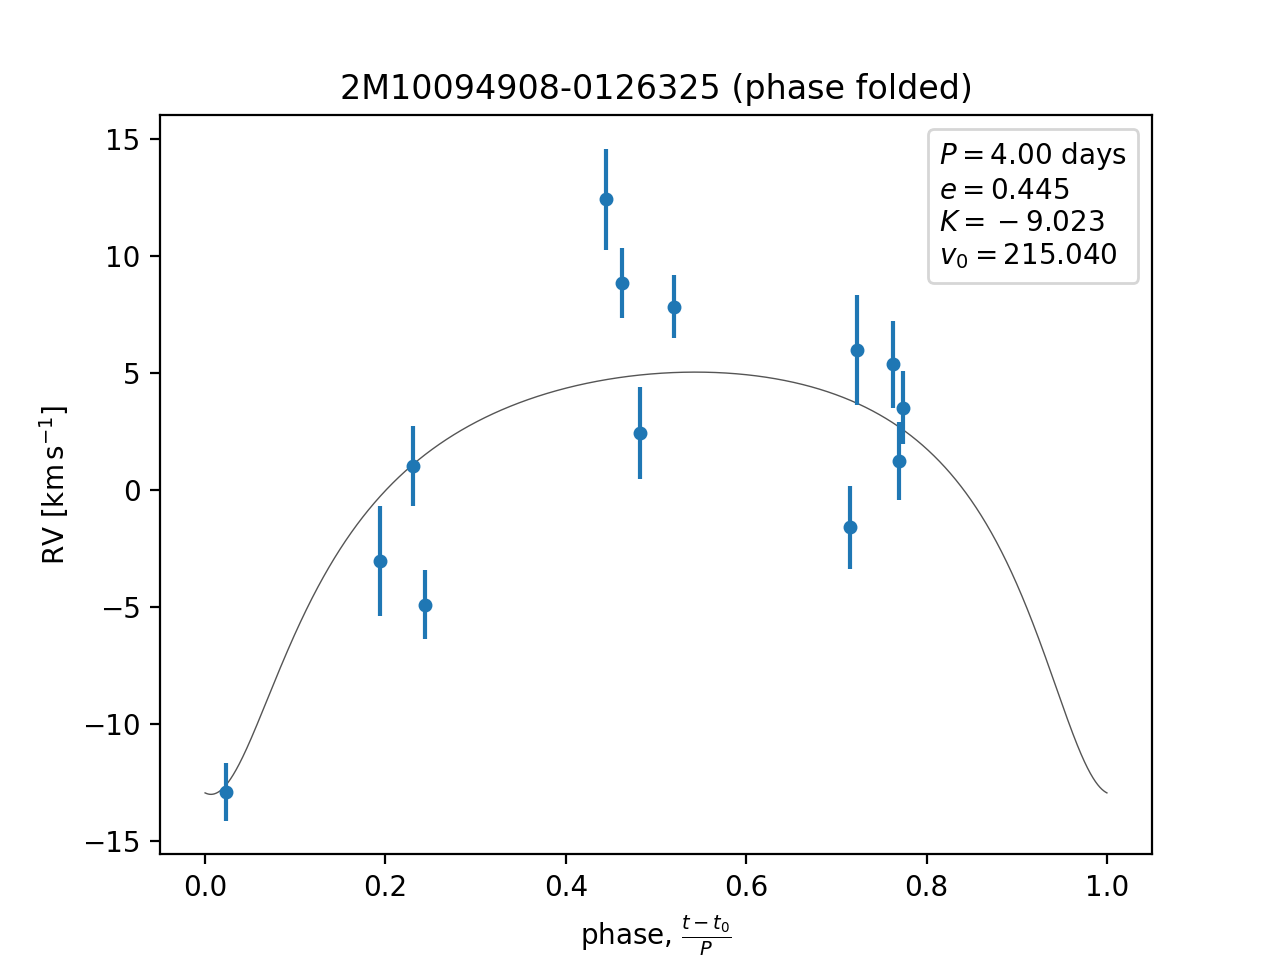 2M10094908-0126325 (phase folded)
P = 4.00 days
e = 0.445
K = −9.023
v₀ = 215.040
RV [km s⁻¹]
15
10
5
0
−5
−10
−15
0.0 0.2 0.4 0.6 0.8 1.0
phase, (t − t₀)/P